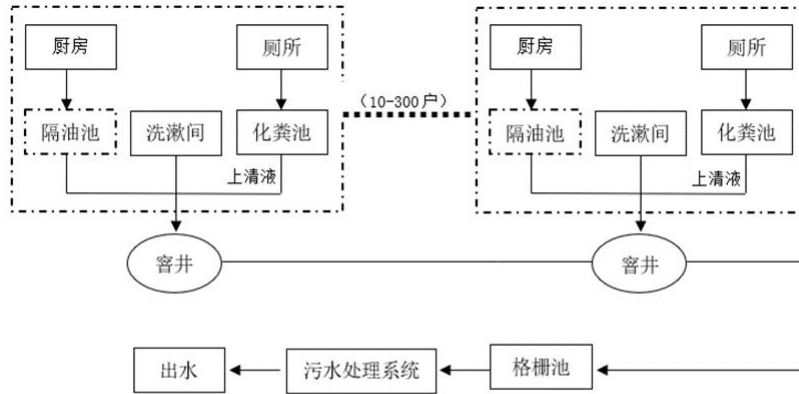 厨房
厕所
隔油池
洗漱间
化粪池
上清液
窨井
（10-300户）
厨房
厕所
隔油池
洗漱间
化粪池
上清液
窨井
出水
污水处理系统
格栅池